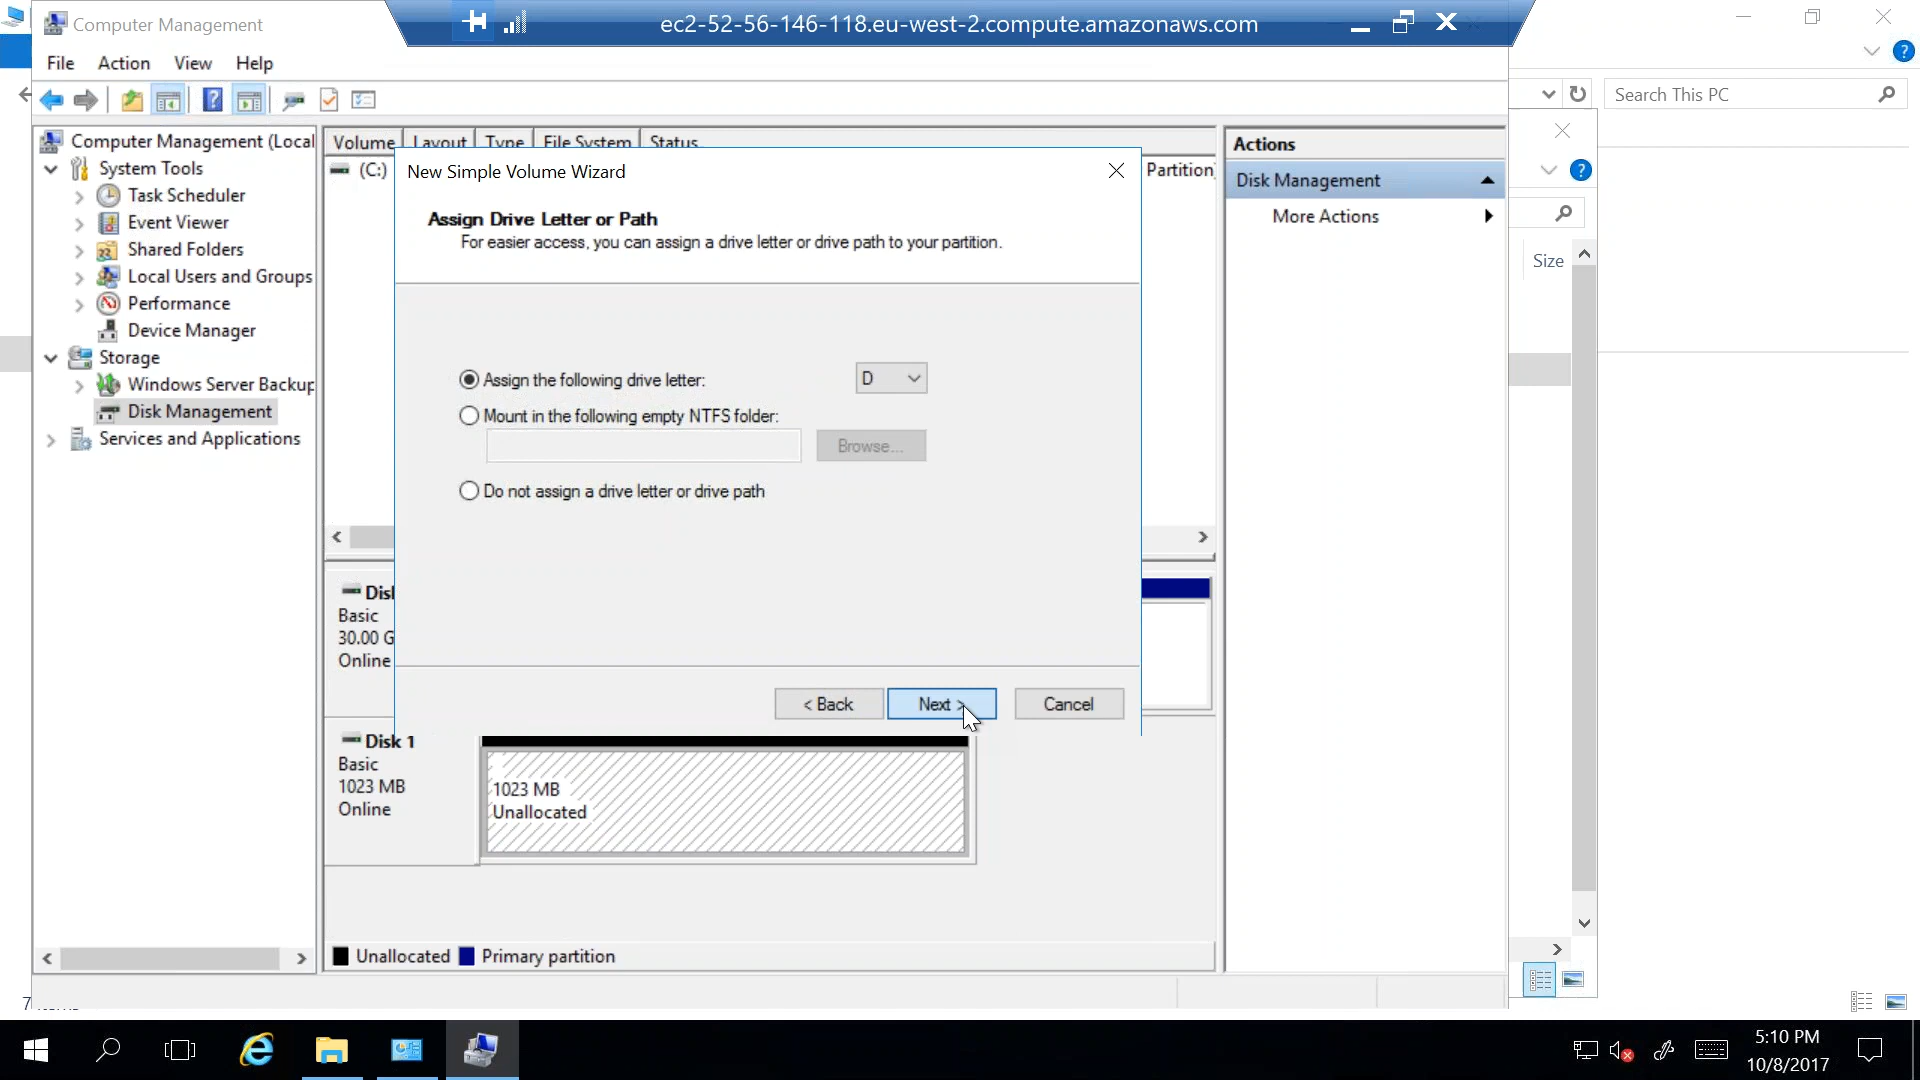 Computer Management
ec2-52-56-146-118.eu-west-2.compute.amazonaws.com
File Action View Help
Search This PC
Computer Management (Local
System Tools
Task Scheduler
Event Viewer
Shared Folders
Local Users and Groups
Performance
Device Manager
Storage
Windows Server Backup
Disk Management
Services and Applications
Volume Layout Type File System Status
(C:)
Partition)
New Simple Volume Wizard
Assign Drive Letter or Path
For easier access, you can assign a drive letter or drive path to your partition.
Assign the following drive letter: D
Mount in the following empty NTFS folder:
Browse...
Do not assign a drive letter or drive path
< Back Next > Cancel
Basic
30.00 G
Online
Disk 1
Basic
1023 MB
Online
1023 MB
Unallocated
Unallocated Primary partition
Actions
Disk Management
More Actions
Size
5:10 PM
10/8/2017